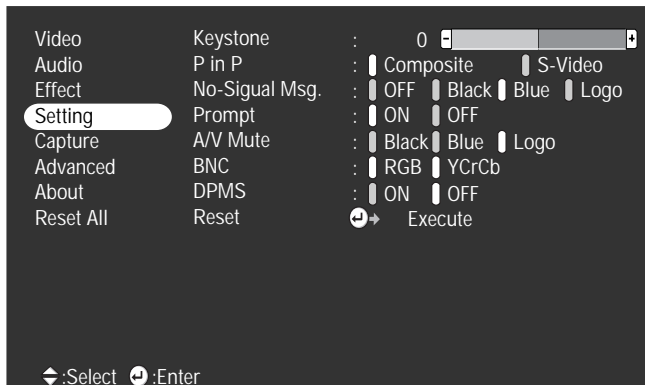 Video Keystone : 0 - +
Audio P in P : Composite S-Video
Effect No-Sigual Msg. : OFF Black Blue Logo
Setting Prompt : ON OFF
Capture A/V Mute : Black Blue Logo
Advanced BNC : RGB YCrCb
About DPMS : ON OFF
Reset All Reset Execute
:Select :Enter